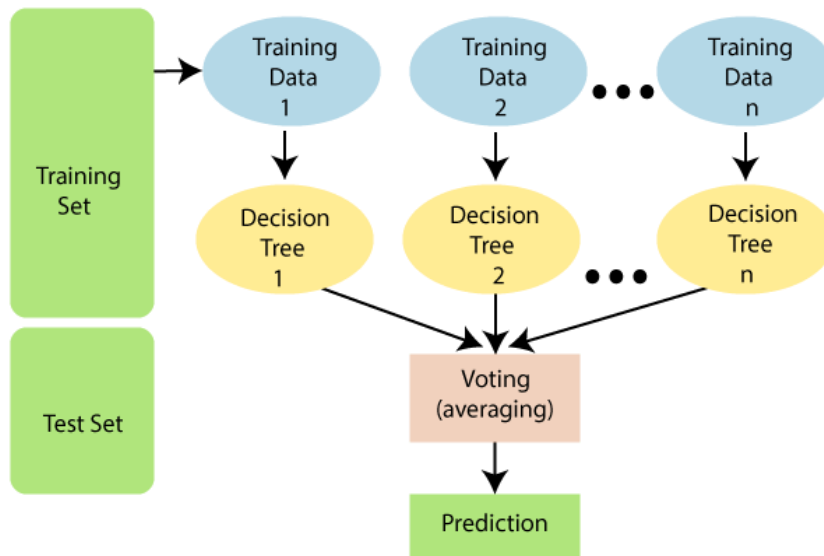 Training
Data
1
Training
Data
2
Training
Data
n
Training
Set
Decision
Tree
1
Decision
Tree
2
Decision
Tree
n
Test Set
Voting
(averaging)
Prediction